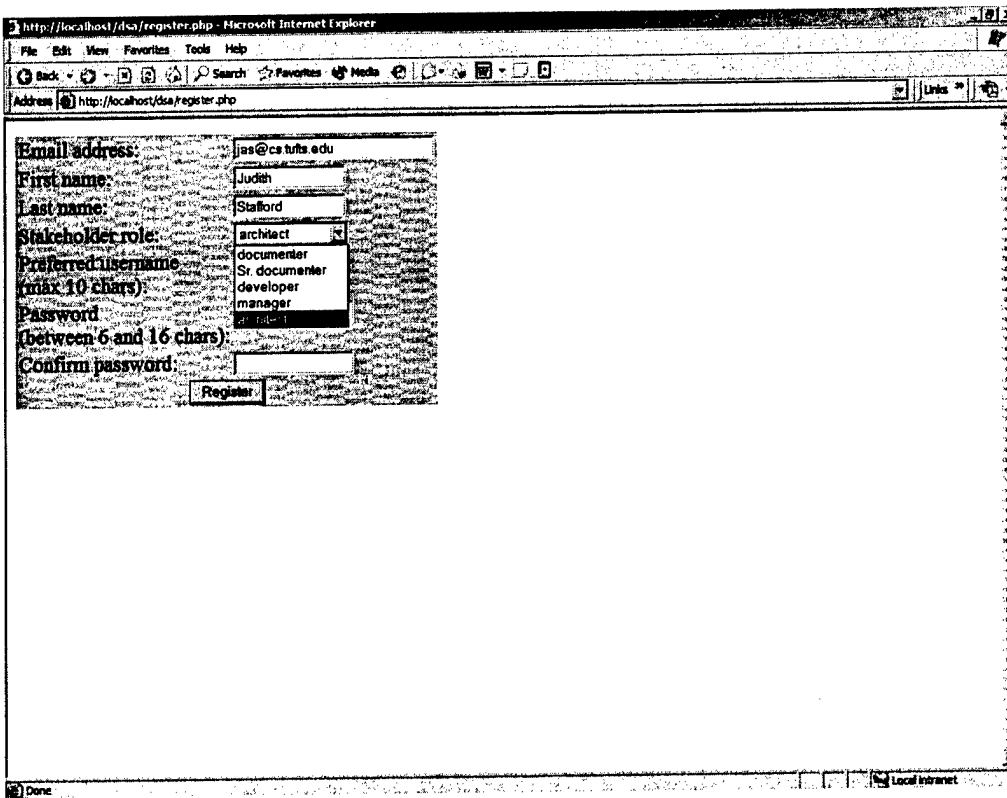 http://localhost/dsa/register.php - Microsoft Internet Explorer
File Edit View Favorites Tools Help
Back Search Favorites Media
Address http://localhost/dsa/register.php Links »
Email address: jas@cs.tufts.edu
First name: Judith
Last name: Stafford
Stakeholder role: architect
documenter
Sr. documenter
developer
manager
architect
Preferred username
(max 10 chars)
Password
(between 6 and 16 chars):
Confirm password:
Register
Done Local intranet